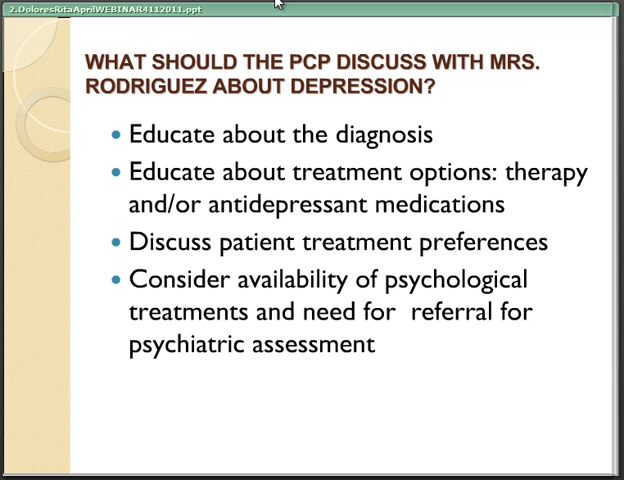 2.DoloresRitaAprilWEBINAR4112011.ppt
WHAT SHOULD THE PCP DISCUSS WITH MRS.
RODRIGUEZ ABOUT DEPRESSION?
• Educate about the diagnosis
• Educate about treatment options: therapy
and/or antidepressant medications
• Discuss patient treatment preferences
• Consider availability of psychological
treatments and need for  referral for
psychiatric assessment